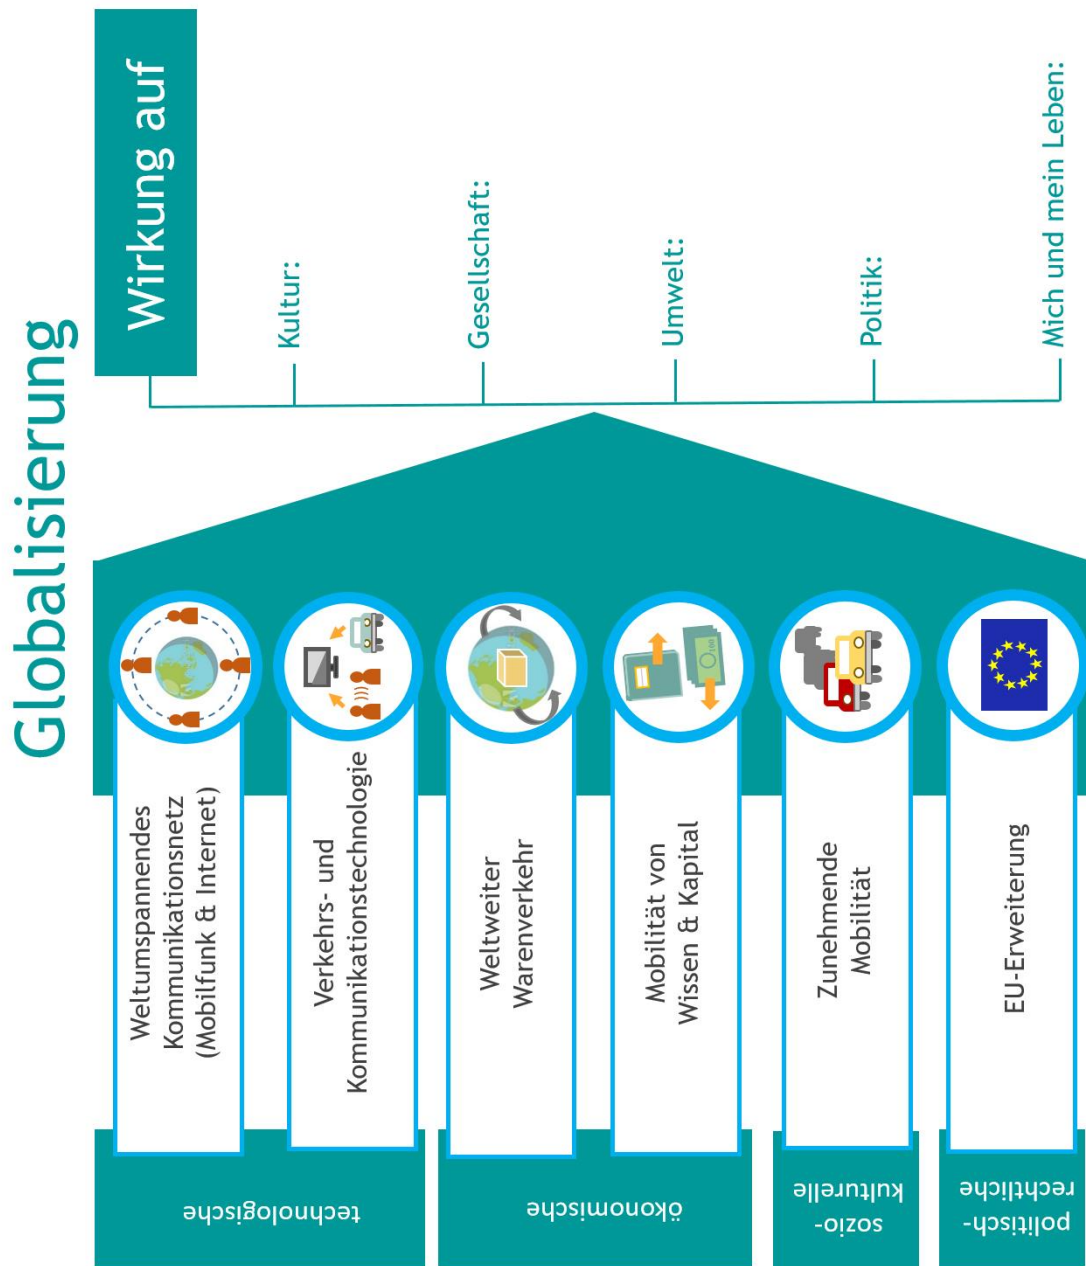 Globalisierung
technologische
ökonomische
sozio-
kulturelle
politisch-
rechtliche
Weltumspannendes
Kommunikationsnetz
(Mobilfunk & Internet)
Verkehrs- und
Kommunikationstechnologie
Weltweiter
Warenverkehr
Mobilität von
Wissen & Kapital
Zunehmende
Mobilität
EU-Erweiterung
100
Wirkung auf
Kultur:
Gesellschaft:
Umwelt:
Politik:
Mich und mein Leben: